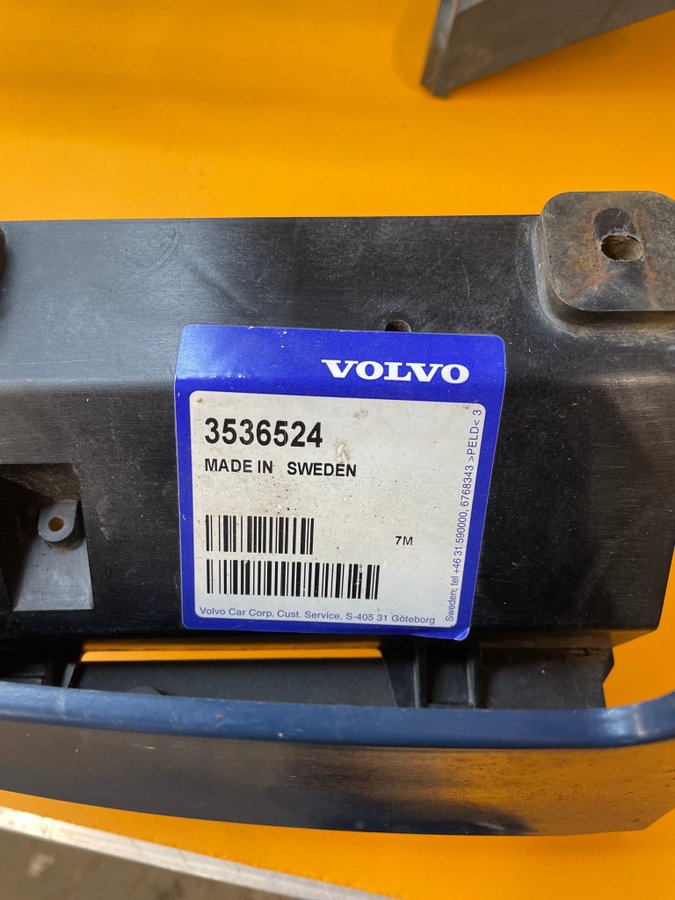 VOLVO
3536524
MADE IN SWEDEN
7M
Volvo Car Corp. Cust. Service, S-405 31 Göteborg
Sweden, tel +46 31 590000, 6768343 >PELD< 3